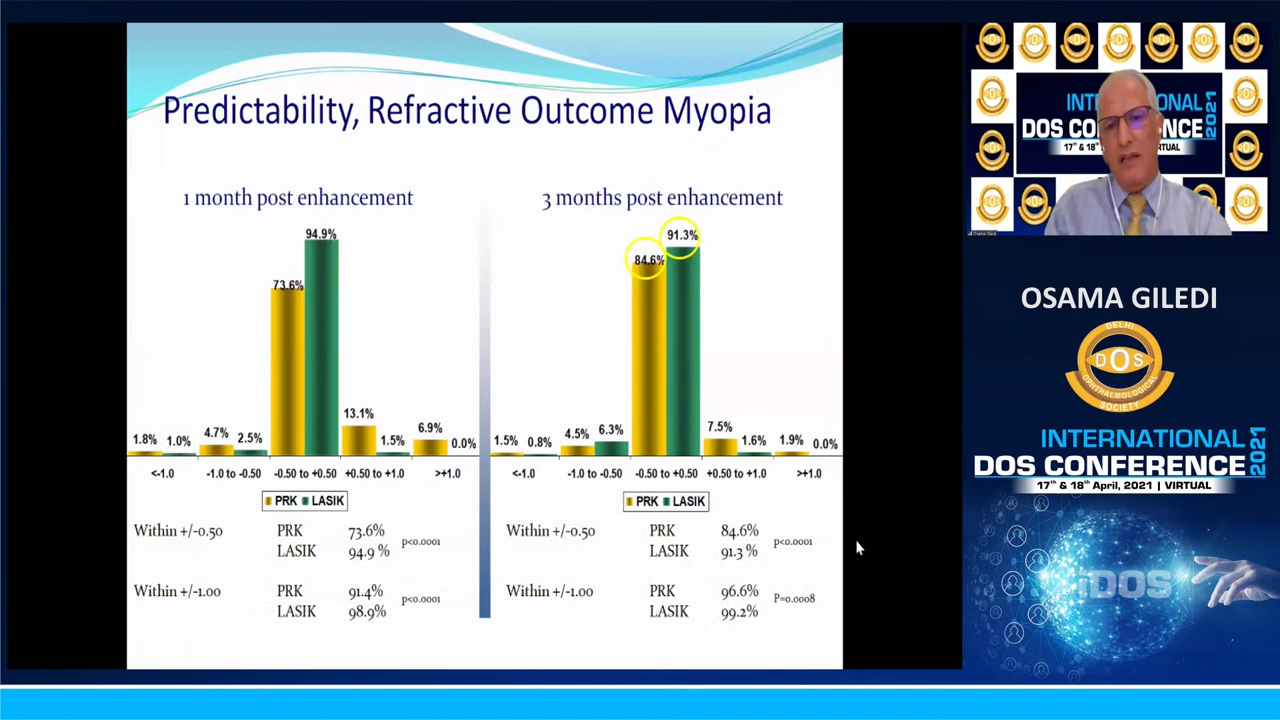 Predictability, Refractive Outcome Myopia
1 month post enhancement
94.9%
73.6%
13.1%
6.9%
4.7%
2.5%
1.8%
1.0%
1.5%
0.0%
<-1.0
-1.0 to -0.50
-0.50 to +0.50
+0.50 to +1.0
>+1.0
PRK LASIK
Within +/-0.50 PRK 73.6%
LASIK 94.9 %
p<0.0001
Within +/-1.00 PRK 91.4%
LASIK 98.9%
p<0.0001
3 months post enhancement
91.3%
84.6%
7.5%
6.3%
4.5%
1.5%
0.8%
1.6%
1.9%
0.0%
<-1.0
-1.0 to -0.50
-0.50 to +0.50
+0.50 to +1.0
>+1.0
PRK LASIK
Within +/-0.50 PRK 84.6%
LASIK 91.3 %
p<0.0001
Within +/-1.00 PRK 96.6%
LASIK 99.2%
P=0.0008
OSAMA GILEDI
DELHI
DOS
OPHTHALMOLOGICAL
SOCIETY
INTERNATIONAL
DOS CONFERENCE
2021
17th & 18th April, 2021 | VIRTUAL
iDOS